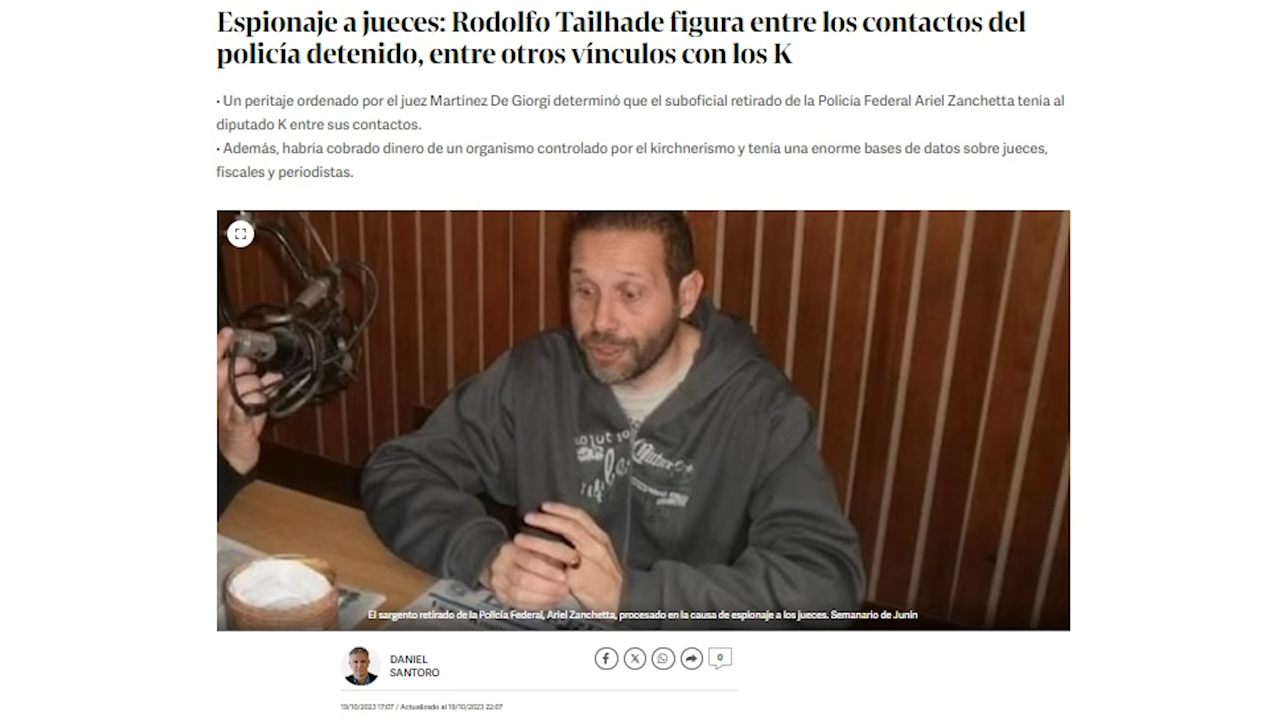 Espionaje a jueces: Rodolfo Tailhade figura entre los contactos del
policía detenido, entre otros vínculos con los K
· Un peritaje ordenado por el juez Martínez De Giorgi determinó que el suboficial retirado de la Policía Federal Ariel Zanchetta tenía al
diputado K entre sus contactos.
· Además, habría cobrado dinero de un organismo controlado por el kirchnerismo y tenía una enorme bases de datos sobre jueces,
fiscales y periodistas.
El sargento retirado de la Policía Federal, Ariel Zanchetta, procesado en la causa de espionaje a los jueces. Semanario de Junín
DANIEL
SANTORO
0
19/10/2023 17:07 / Actualizado al 19/10/2023 22:07